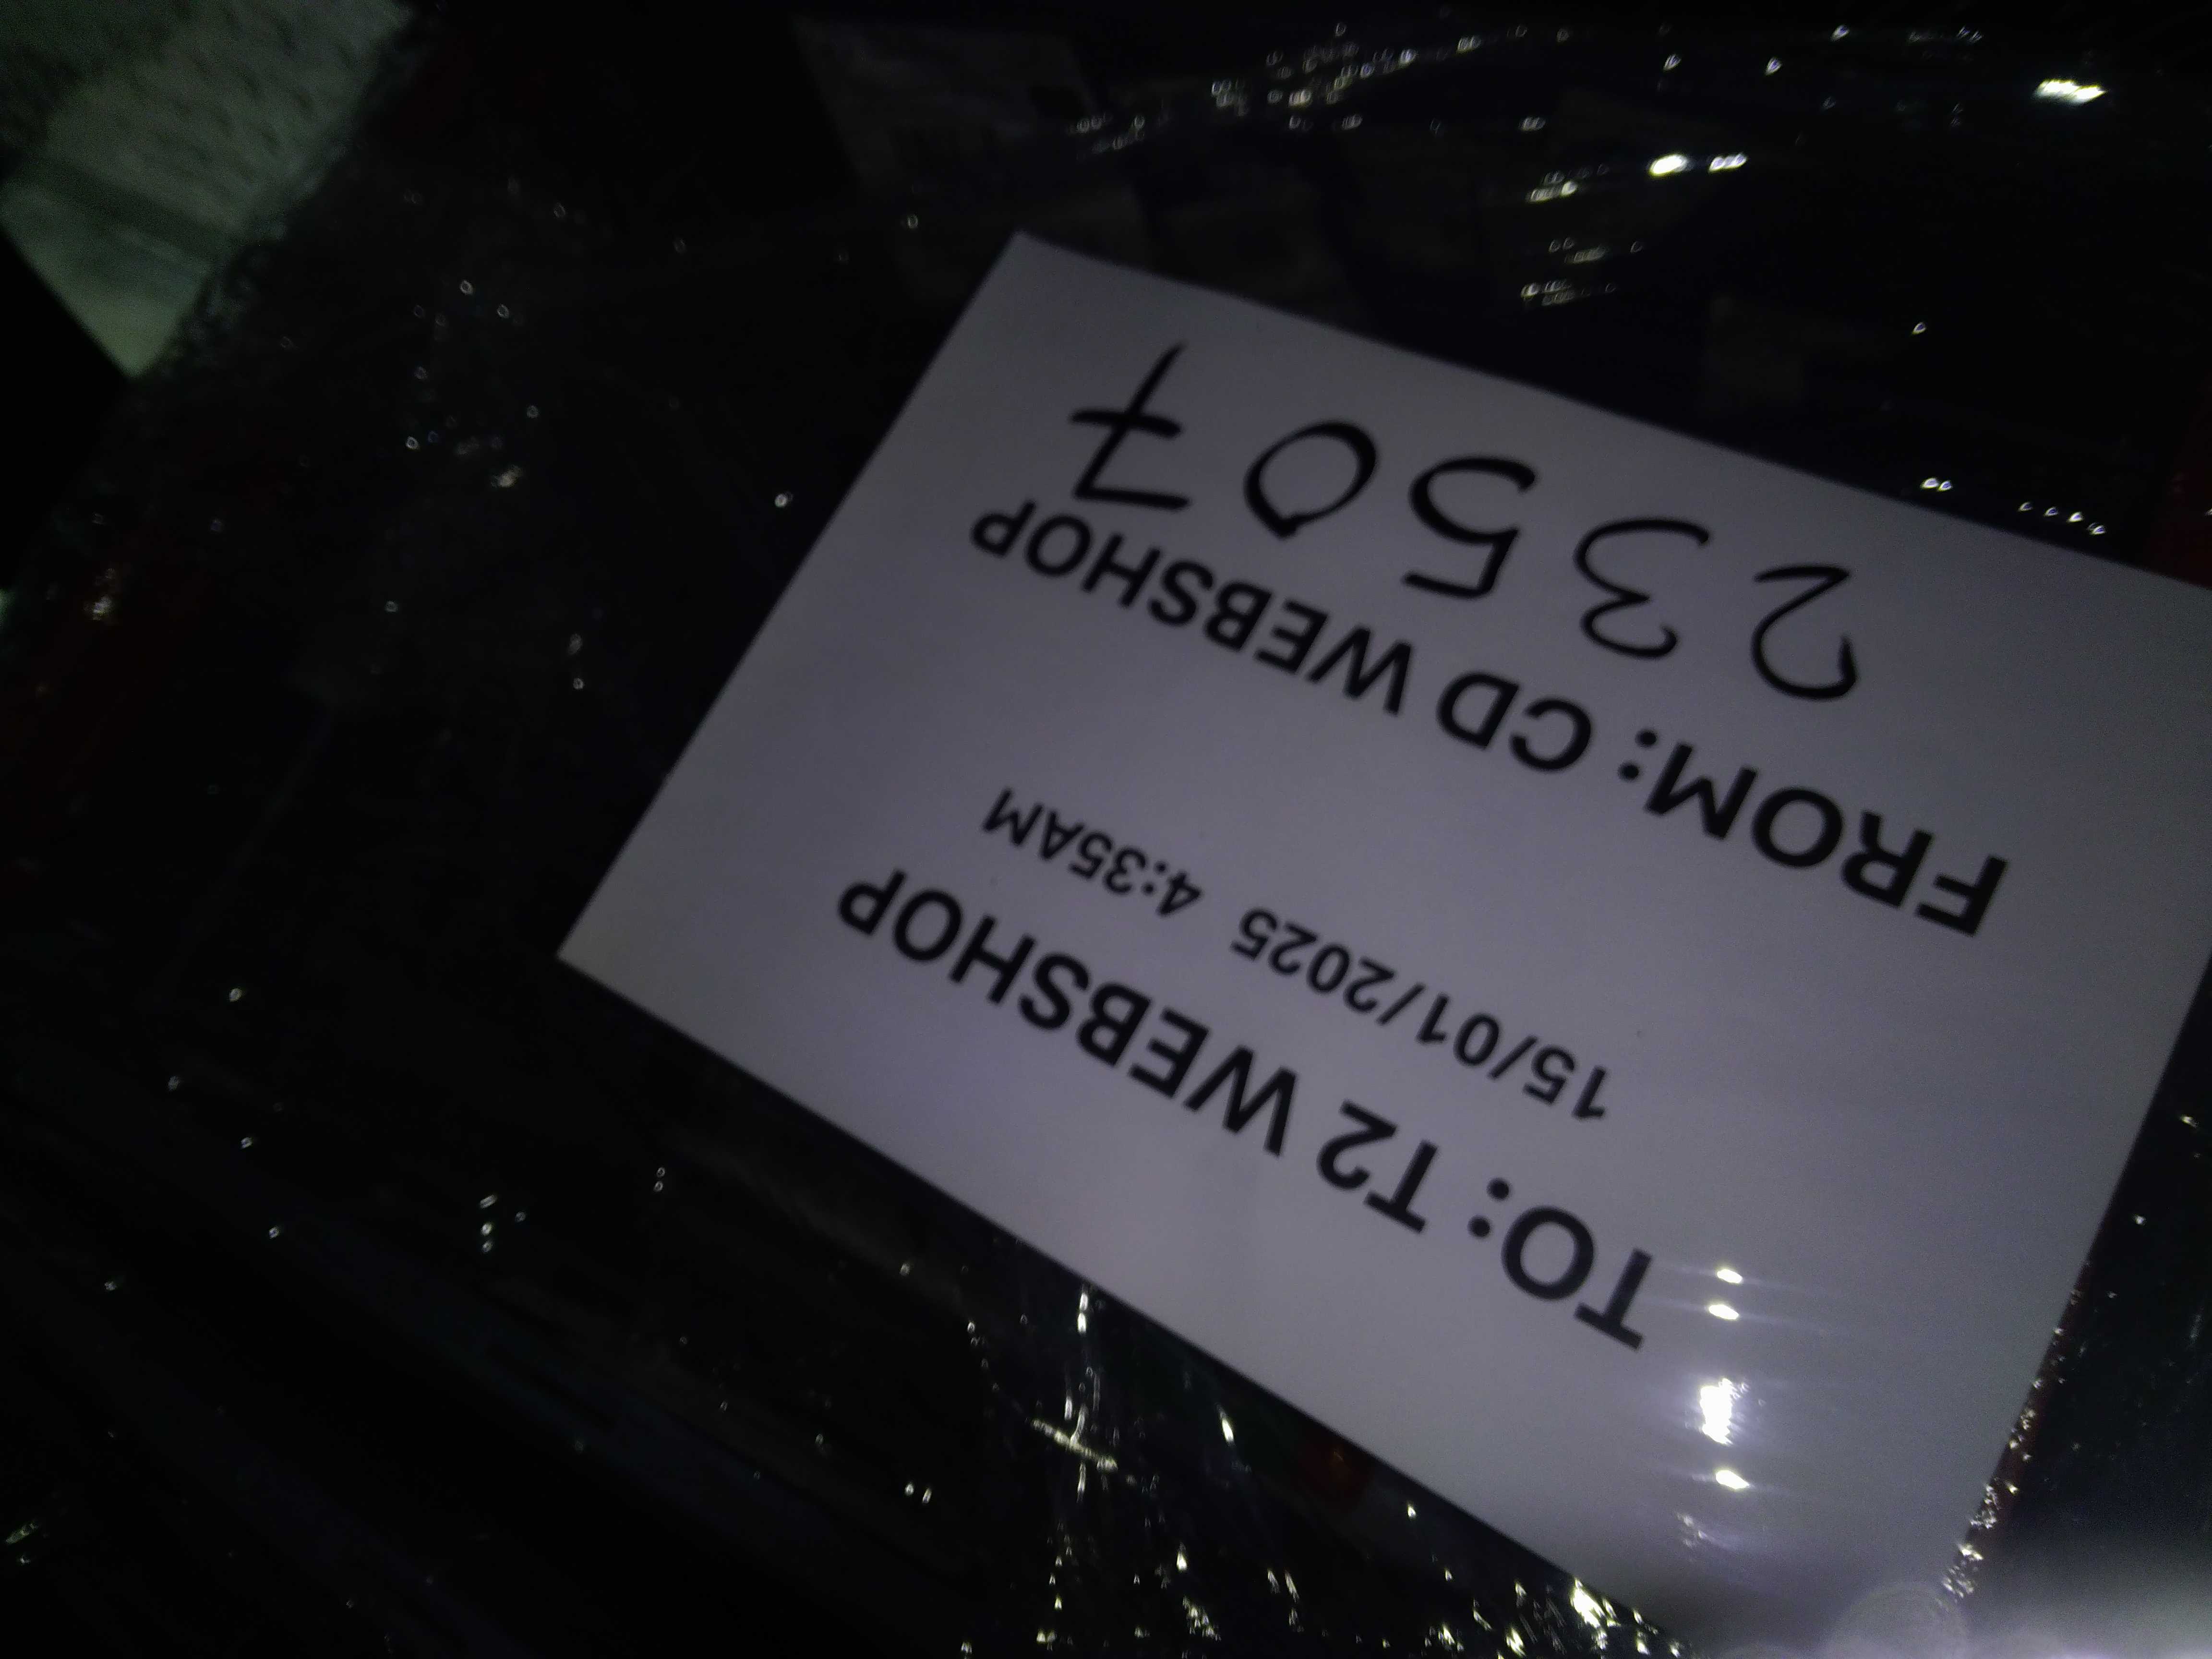 TO: T2 WEBSHOP
15/01/2025 4:35AM
FROM: CD WEBSHOP
23507